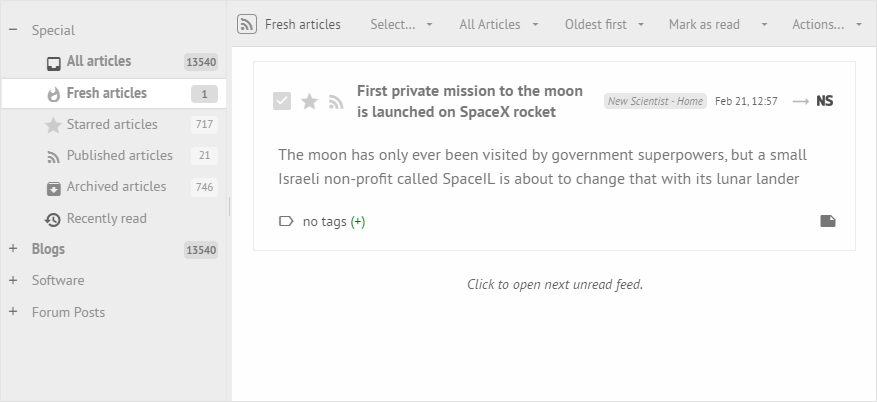 − Special
All articles 13540
Fresh articles 1
Starred articles 717
Published articles 21
Archived articles 746
Recently read
+ Blogs 13540
+ Software
+ Forum Posts
Fresh articles Select... All Articles Oldest first Mark as read Actions...
First private mission to the moon
is launched on SpaceX rocket
New Scientist - Home Feb 21, 12:57 NS
The moon has only ever been visited by government superpowers, but a small
Israeli non-profit called SpaceIL is about to change that with its lunar lander
no tags (+)
Click to open next unread feed.